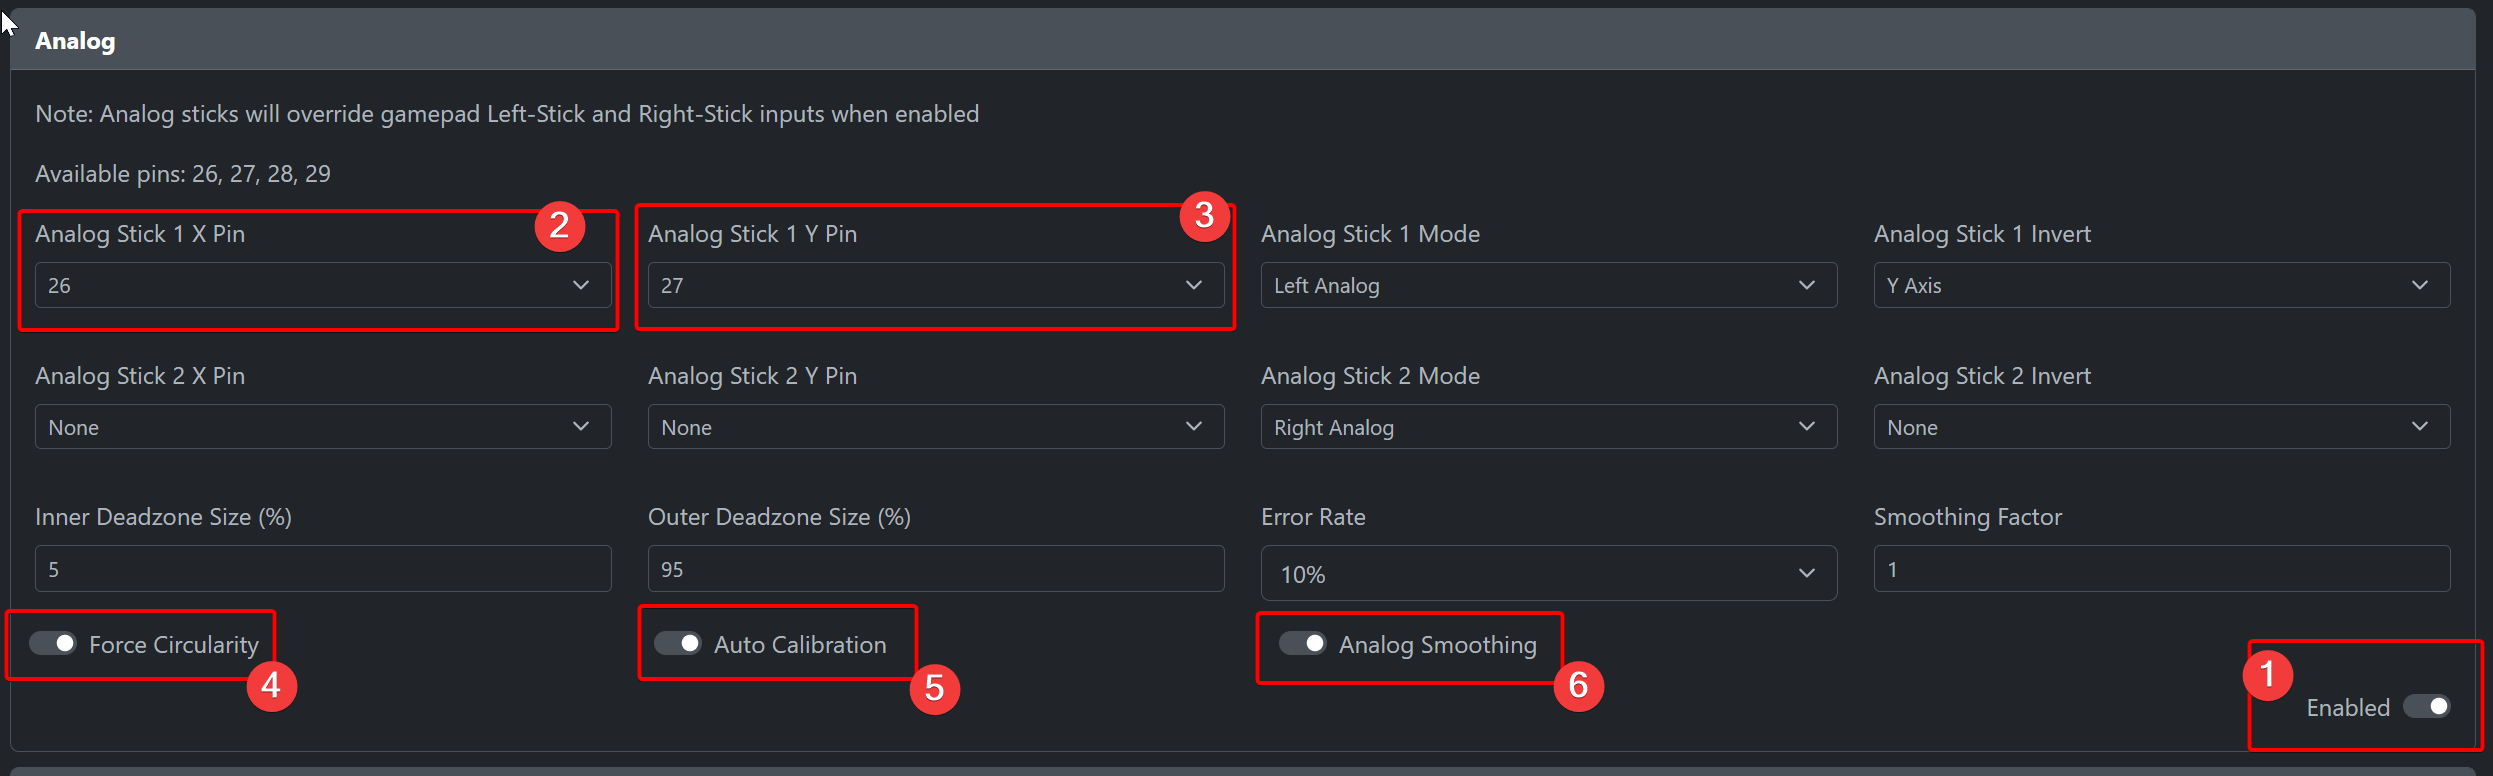 Analog
Note: Analog sticks will override gamepad Left-Stick and Right-Stick inputs when enabled
Available pins: 26, 27, 28, 29
Analog Stick 1 X Pin
2
Analog Stick 1 Y Pin
3
Analog Stick 1 Mode
Analog Stick 1 Invert
26
27
Left Analog
Y Axis
Analog Stick 2 X Pin
Analog Stick 2 Y Pin
Analog Stick 2 Mode
Analog Stick 2 Invert
None
None
Right Analog
None
Inner Deadzone Size (%)
Outer Deadzone Size (%)
Error Rate
Smoothing Factor
5
95
10%
1
Force Circularity
4
Auto Calibration
5
Analog Smoothing
6
1
Enabled